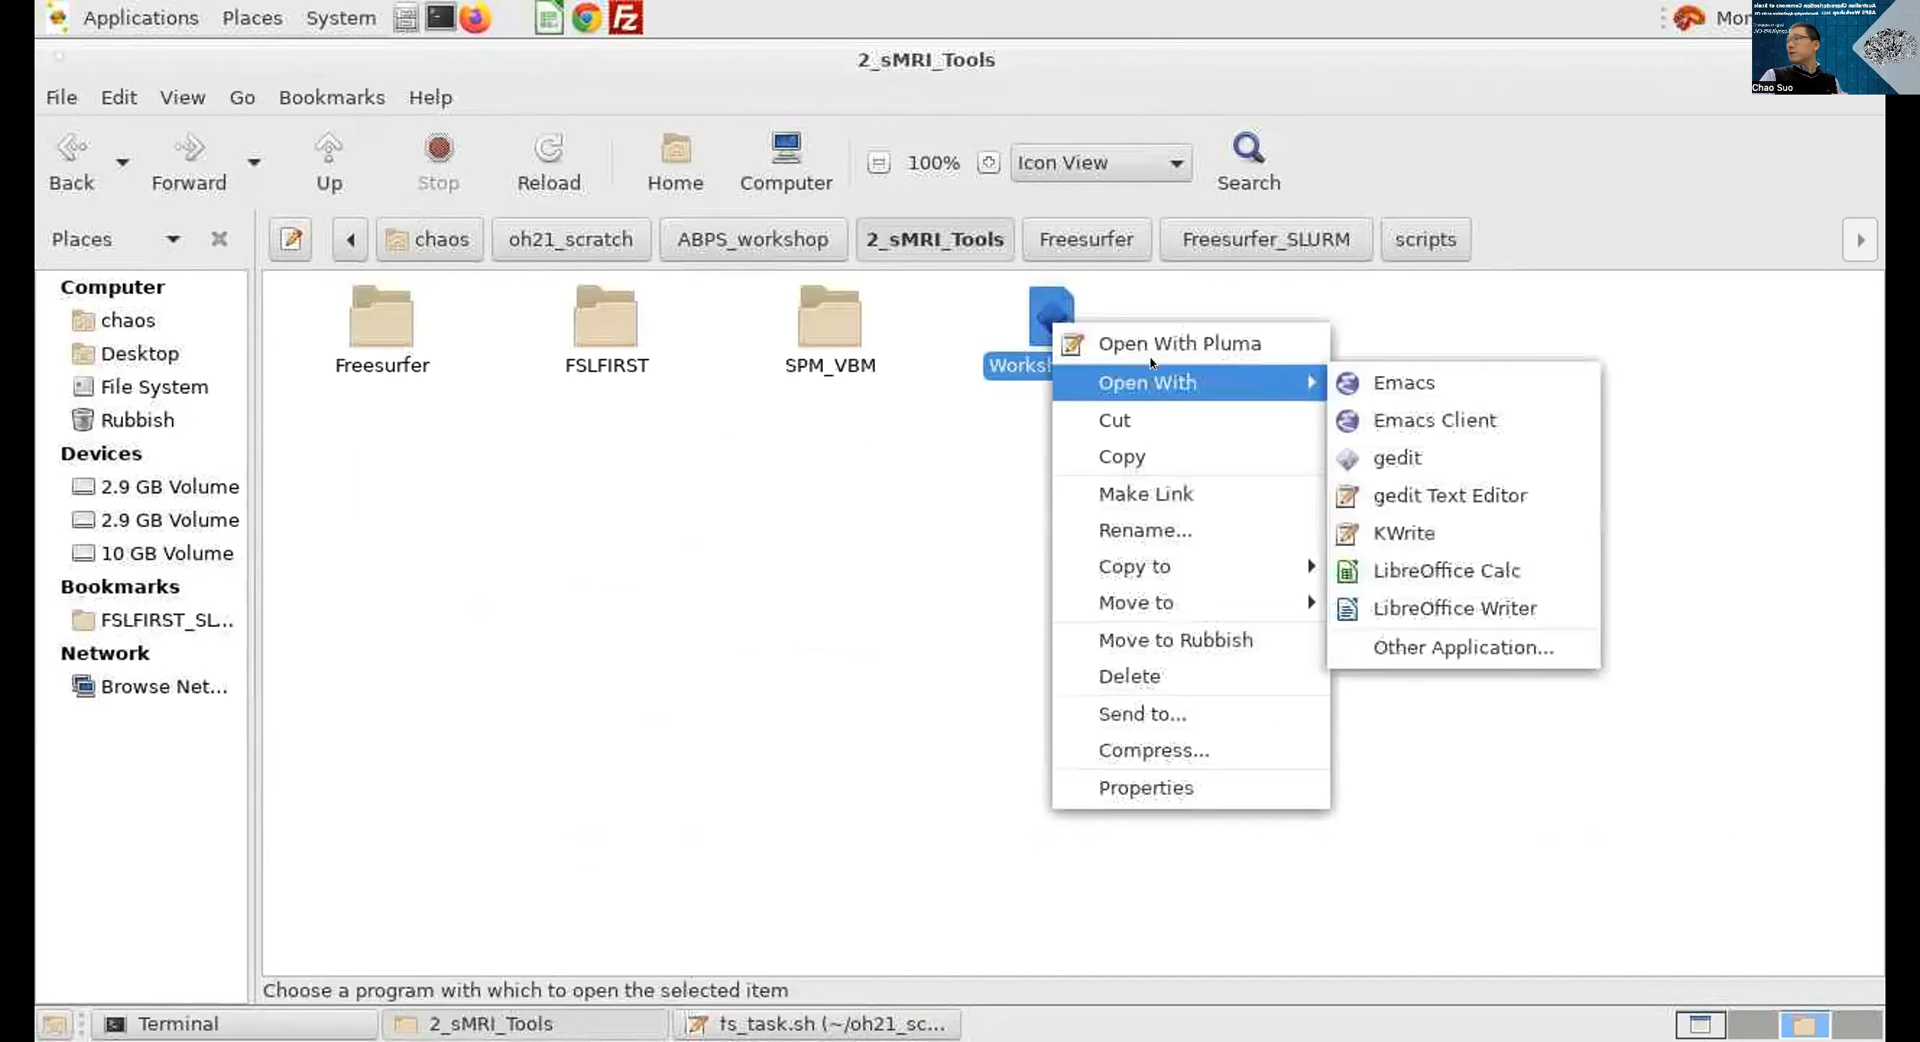 Applications Places System
Chao Suo
2_sMRI_Tools
File Edit View Go Bookmarks Help
Back Forward Up Stop Reload Home Computer 100% Icon View Search
Places chaos oh21_scratch ABPS_workshop 2_sMRI_Tools Freesurfer Freesurfer_SLURM scripts
Computer
chaos
Desktop
File System
Rubbish
Devices
2.9 GB Volume
2.9 GB Volume
10 GB Volume
Bookmarks
FSLFIRST_SL...
Network
Browse Net...
Freesurfer FSLFIRST SPM_VBM
Open With Pluma
Open With
Cut
Copy
Make Link
Rename...
Copy to
Move to
Move to Rubbish
Delete
Send to...
Compress...
Properties
Emacs
Emacs Client
gedit
gedit Text Editor
KWrite
LibreOffice Calc
LibreOffice Writer
Other Application...
Choose a program with which to open the selected item
Terminal 2_sMRI_Tools fs_task.sh (~/oh21_sc...